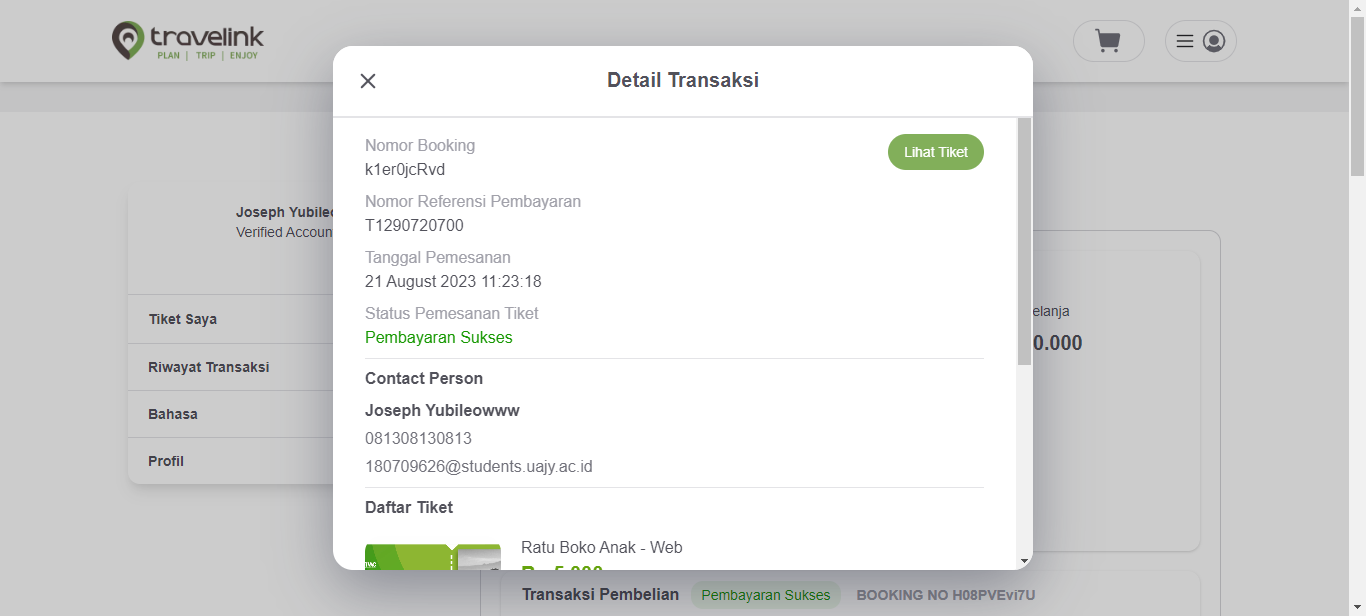 travelink
PLAN | TRIP | ENJOY
Detail Transaksi
Nomor Booking
k1er0jcRvd
Lihat Tiket
Nomor Referensi Pembayaran
T1290720700
Tanggal Pemesanan
21 August 2023 11:23:18
Status Pemesanan Tiket
Pembayaran Sukses
Contact Person
Joseph Yubileowww
081308130813
180709626@students.uajy.ac.id
Daftar Tiket
Ratu Boko Anak - Web
Joseph Yubileo
Verified Accoun
Tiket Saya
Riwayat Transaksi
Bahasa
Profil
elanja
0.000
Transaksi Pembelian
Pembayaran Sukses
BOOKING NO H08PVEvi7U